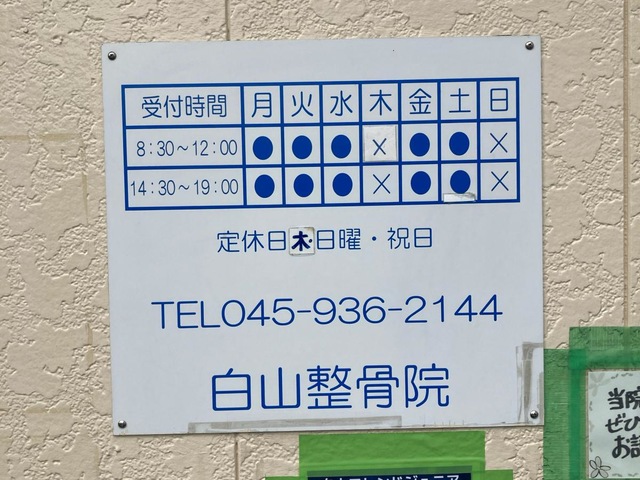 受付時間 月 火 水 木 金 土 日
8:30～12:00 ● ● ● × ● ● ×
14:30～19:00 ● ● ● × ● ● ×
定休日木・日曜・祝日
TEL045-936-2144
白山整骨院
当院
ぜひ
お話